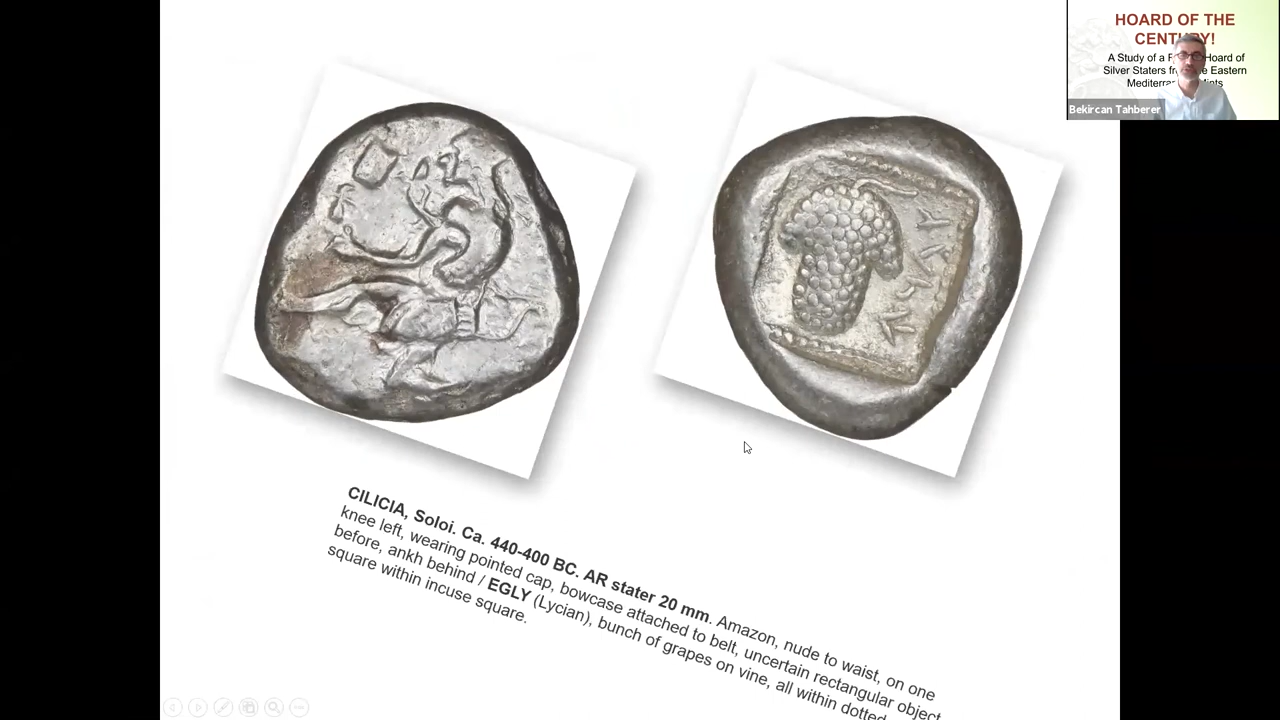 HOARD OF THE
CENTURY!
A Study of a Hoard of
Silver Staters Eastern
Mints
Bekircan Tahberer
CILICIA, Soloi. Ca. 440-400 BC. AR stater 20 mm. Amazon, nude to waist, on one
knee left, wearing pointed cap, bowcase attached to belt, uncertain rectangular object
before, ankh behind / EGLY (Lycian), bunch of grapes on vine, all within dotted
square within incuse square.